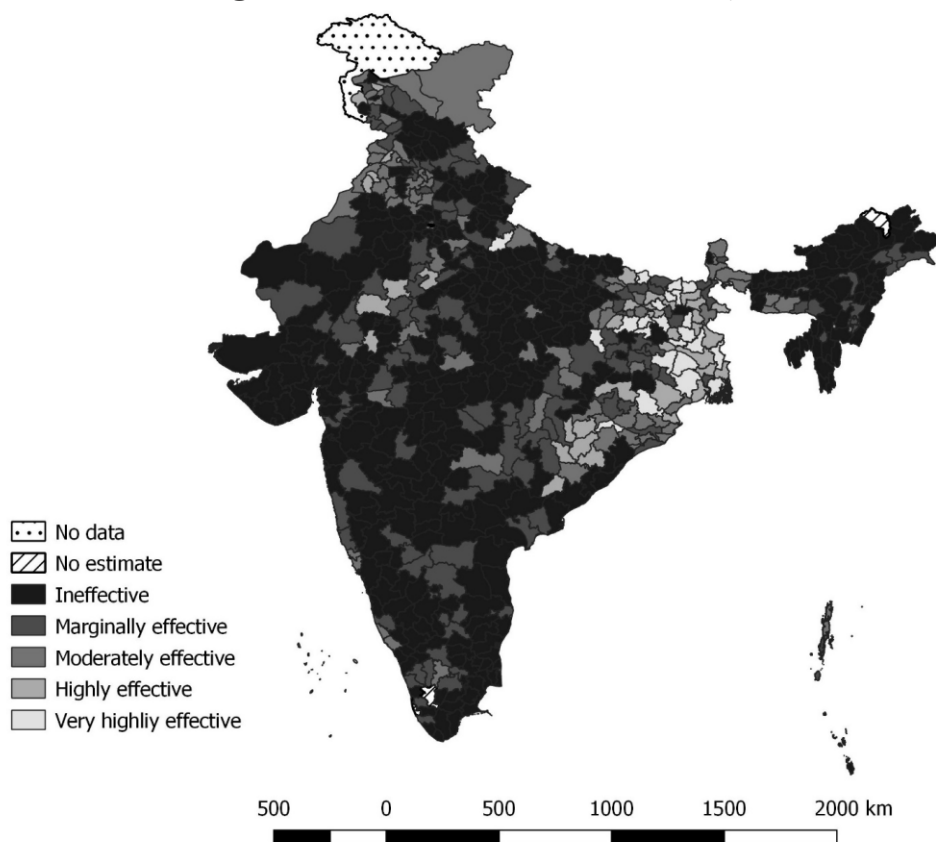 No data
No estimate
Ineffective
Marginally effective
Moderately effective
Highly effective
Very highliy effective
500 0 500 1000 1500 2000 km